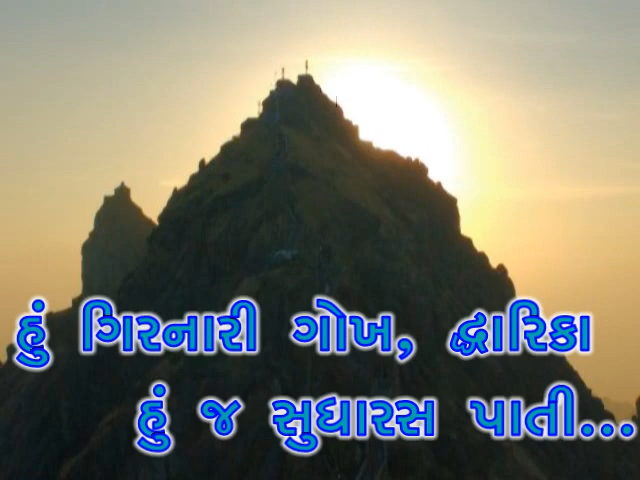 હું ગિરનારી ગોખ, દ્વારિકા
હું જ સુધારસ પાતી...